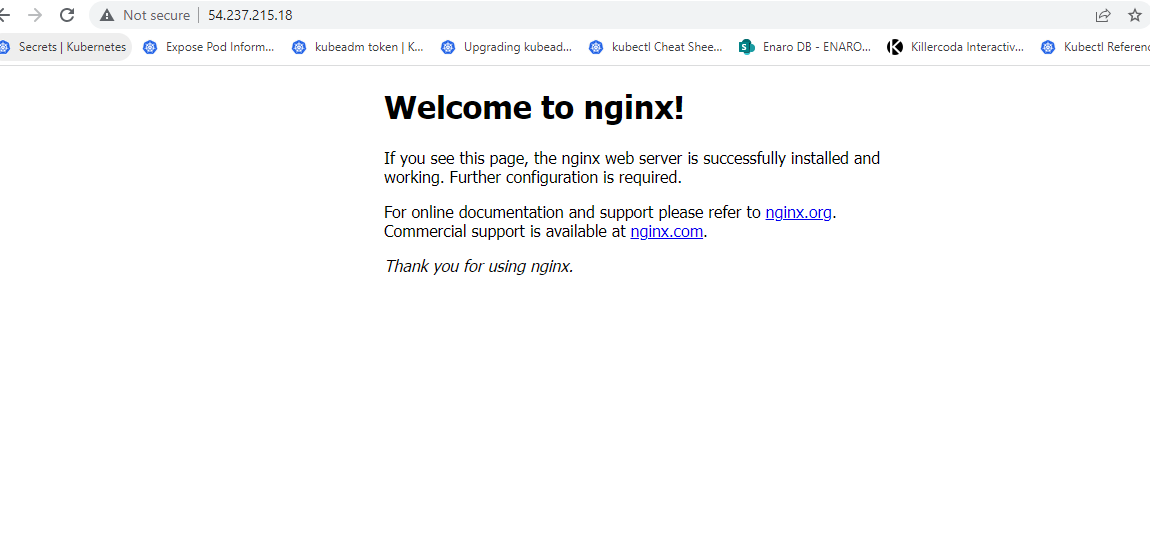 Not secure 54.237.215.18
Secrets | Kubernetes Expose Pod Inform... kubeadm token | K... Upgrading kubead... kubectl Cheat Shee... Enaro DB - ENARO... Killercoda Interactiv... Kubectl Referenc
Welcome to nginx!
If you see this page, the nginx web server is successfully installed and
working. Further configuration is required.
For online documentation and support please refer to nginx.org.
Commercial support is available at nginx.com.
Thank you for using nginx.